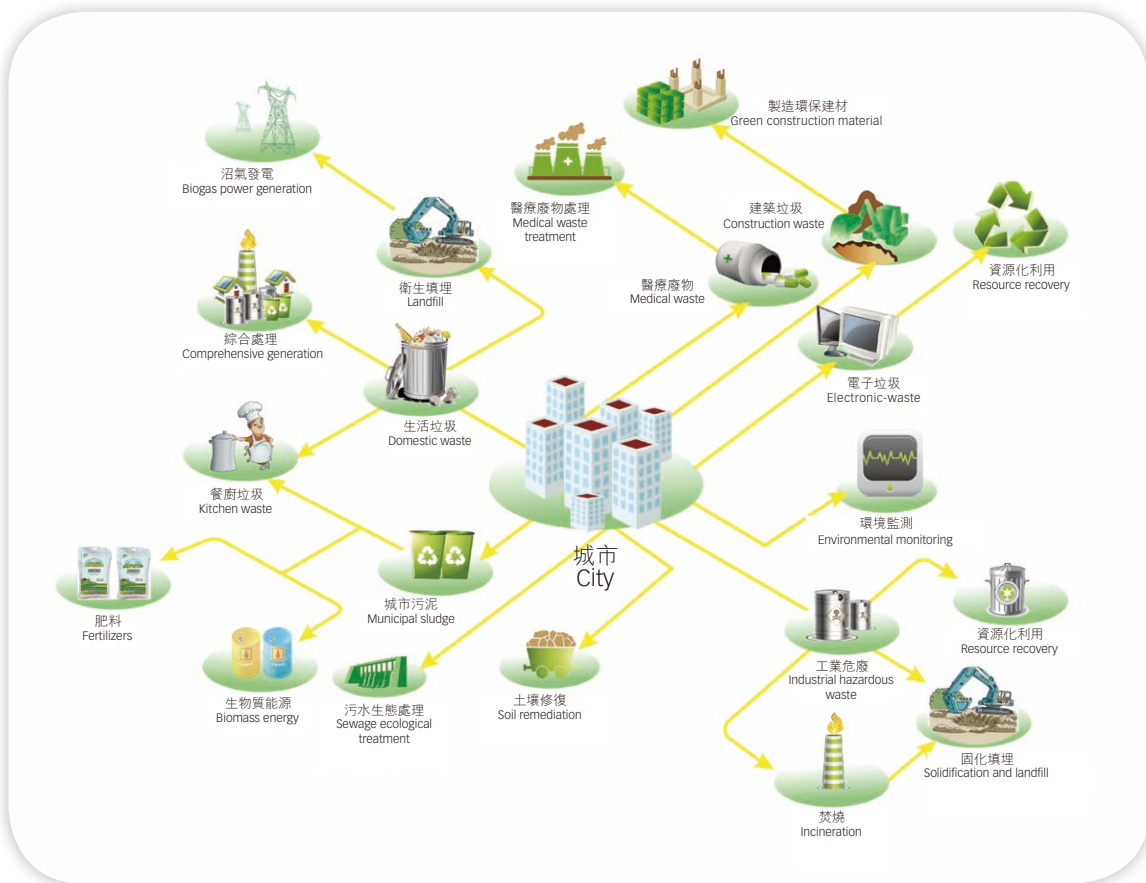 製造環保建材
Green construction material
沼氣發電
Biogas power generation
醫療廢物處理
Medical waste
treatment
建築垃圾
Construction waste
資源化利用
Resource recovery
衛生填埋
Landfill
醫療廢物
Medical waste
綜合處理
Comprehensive generation
電子垃圾
Electronic-waste
生活垃圾
Domestic waste
餐廚垃圾
Kitchen waste
環境監測
Environmental monitoring
城市
City
肥料
Fertilizers
城市污泥
Municipal sludge
資源化利用
Resource recovery
工業危廢
Industrial hazardous
waste
生物質能源
Biomass energy
污水生態處理
Sewage ecological
treatment
土壤修復
Soil remediation
固化填埋
Solidification and landfill
焚燒
Incineration